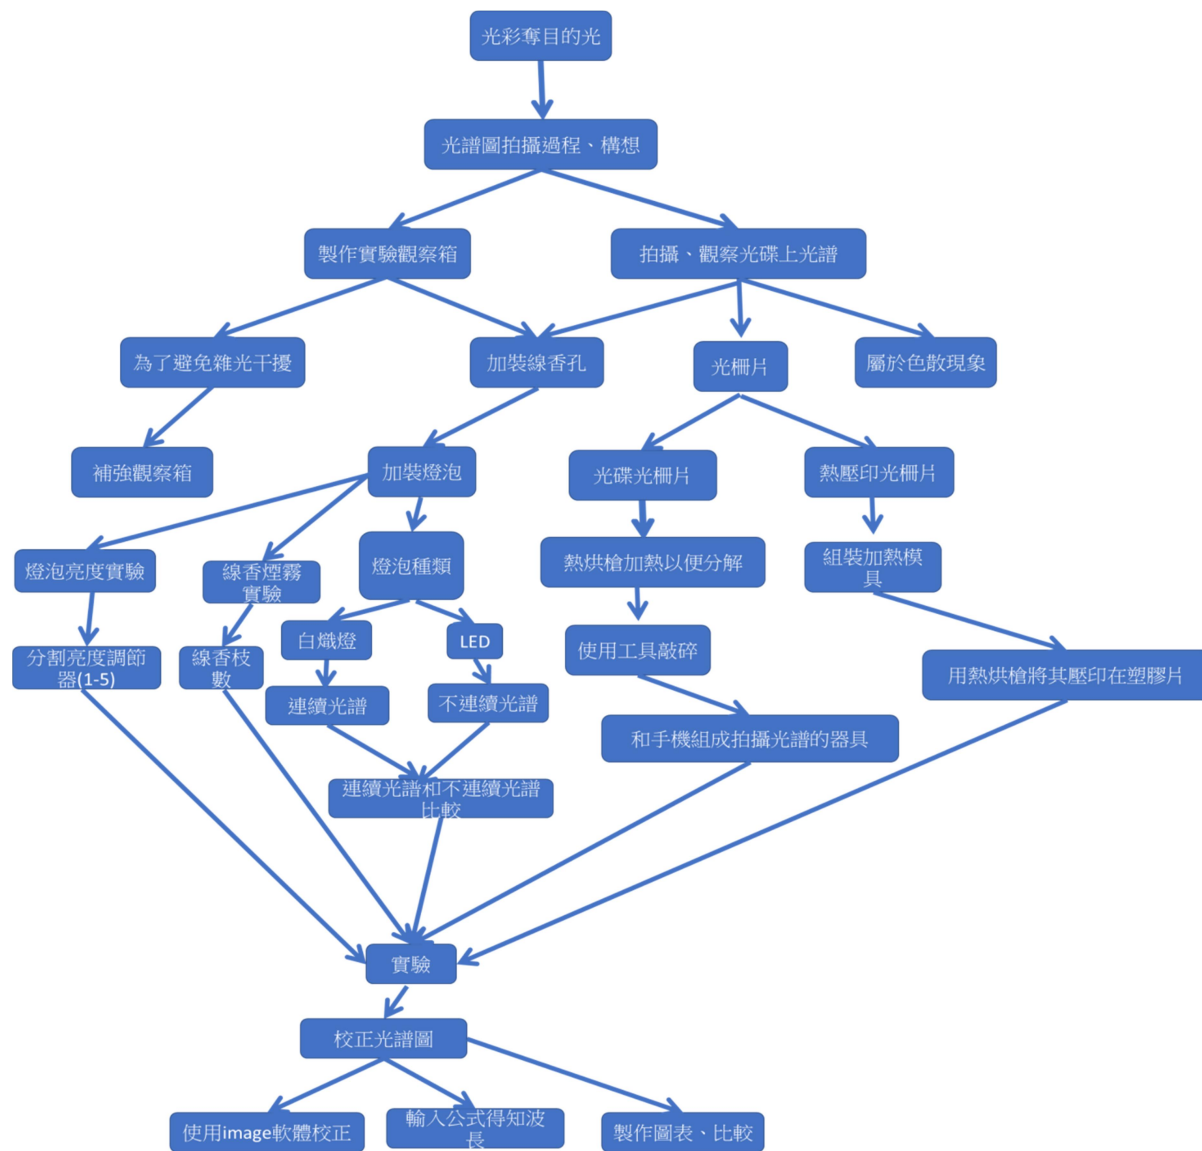 光彩奪目的光
光譜圖拍攝過程、構想
製作實驗觀察箱
拍攝、觀察光碟上光譜
為了避免雜光干擾
加裝線香孔
光柵片
屬於色散現象
補強觀察箱
加裝燈泡
光碟光柵片
熱壓印光柵片
燈泡亮度實驗
線香煙霧
實驗
燈泡種類
熱烘槍加熱以便分解
組裝加熱模
具
分割亮度調節
器(1-5)
線香枝
數
白熾燈
LED
使用工具敲碎
用熱烘槍將其壓印在塑膠片
連續光譜
不連續光譜
和手機組成拍攝光譜的器具
連續光譜和不連續光譜
比較
實驗
校正光譜圖
使用image軟體校正
輸入公式得知波
長
製作圖表、比較